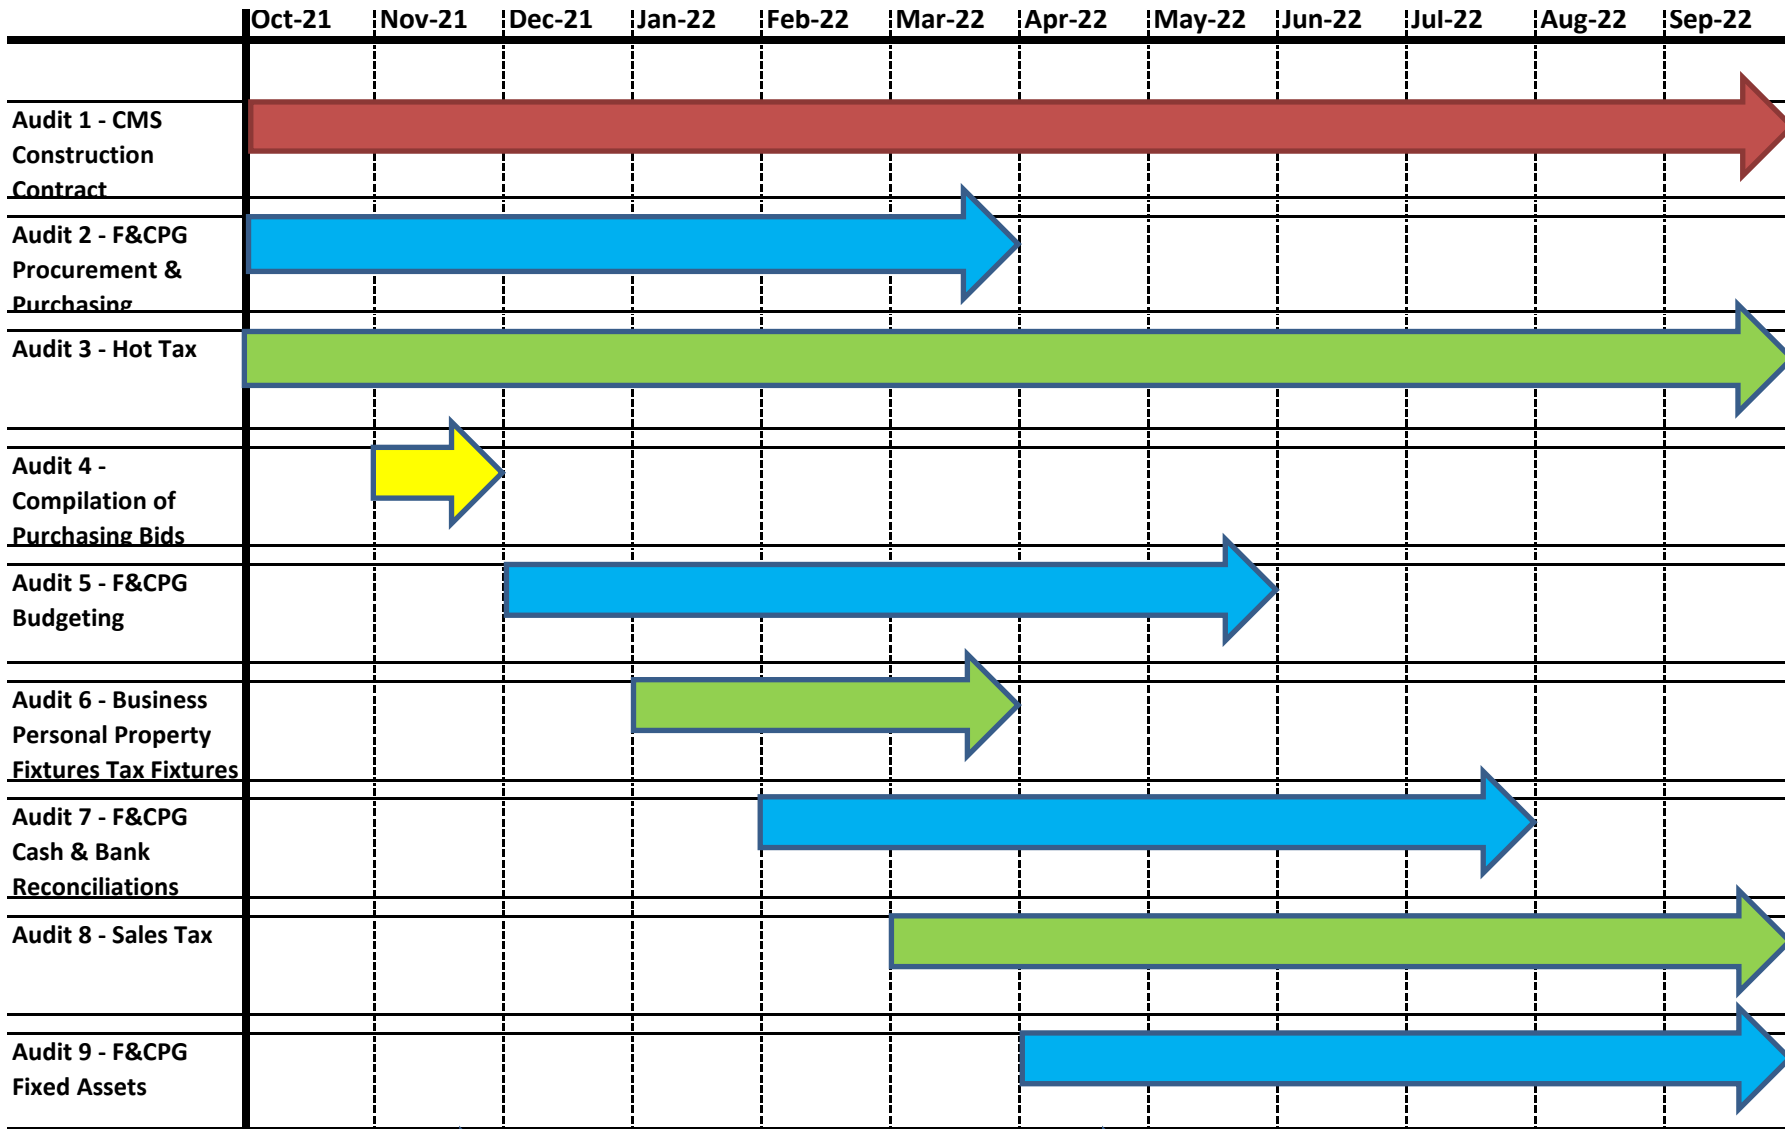 Oct-21 Nov-21 Dec-21 Jan-22 Feb-22 Mar-22 Apr-22 May-22 Jun-22 Jul-22 Aug-22 Sep-22
Audit 1 - CMS
Construction
Contract
Audit 2 - F&CPG
Procurement &
Purchasing
Audit 3 - Hot Tax
Audit 4 -
Compilation of
Purchasing Bids
Audit 5 - F&CPG
Budgeting
Audit 6 - Business
Personal Property
Fixtures Tax Fixtures
Audit 7 - F&CPG
Cash & Bank
Reconciliations
Audit 8 - Sales Tax
Audit 9 - F&CPG
Fixed Assets